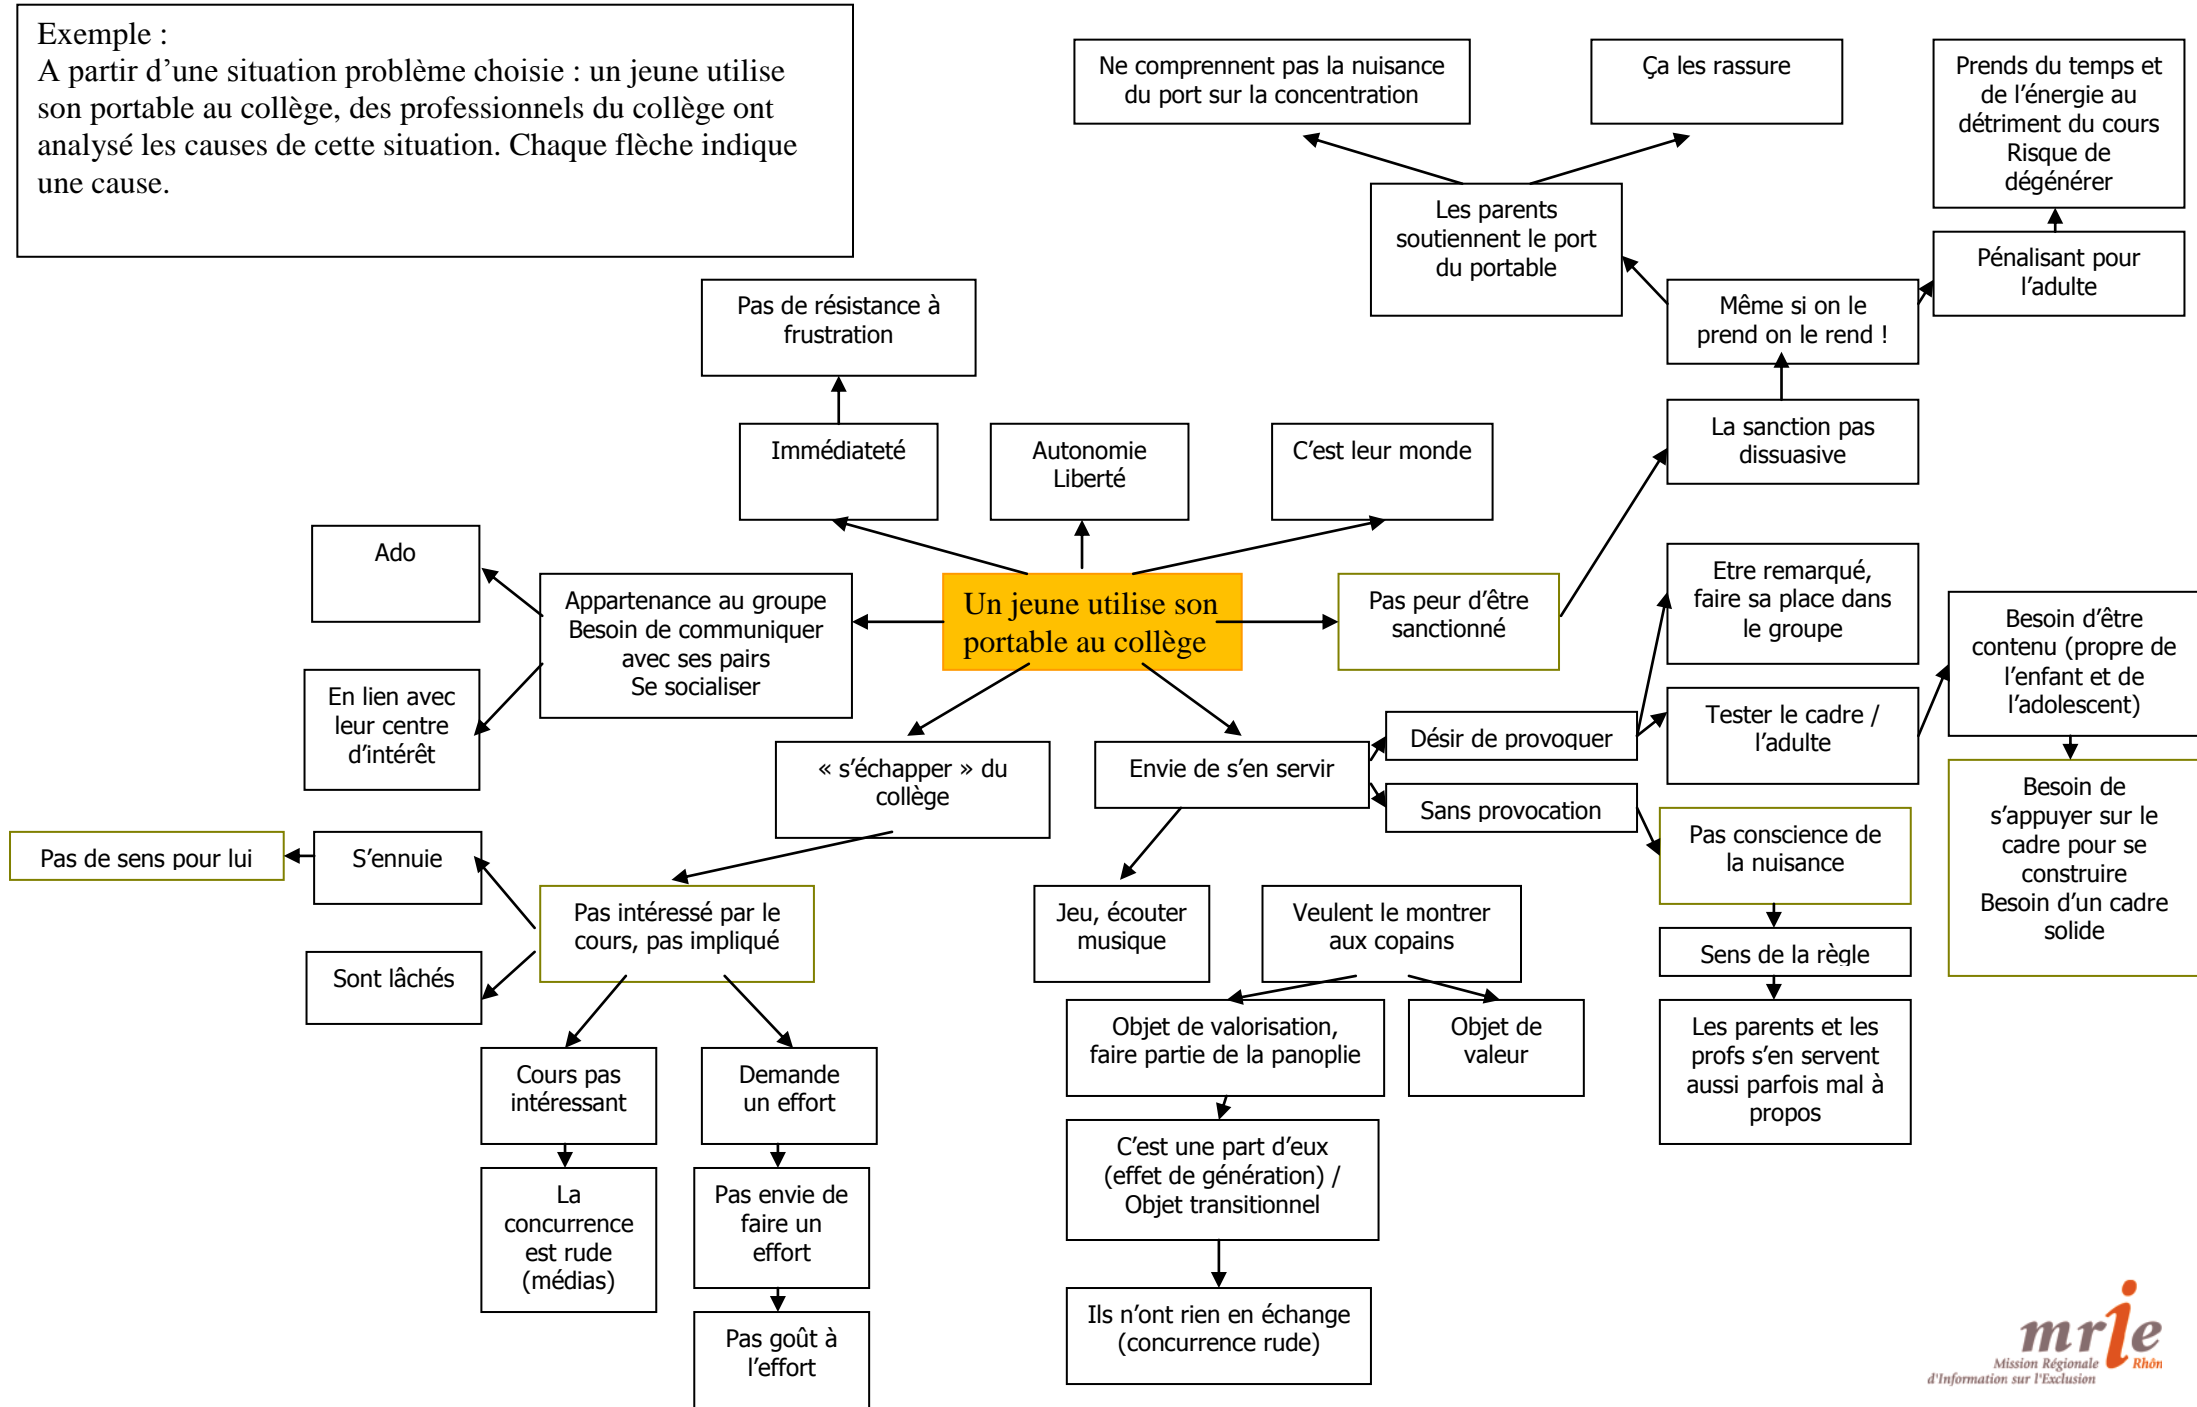 Exemple :
A partir d’une situation problème choisie : un jeune utilise
son portable au collège, des professionnels du collège ont
analysé les causes de cette situation. Chaque flèche indique
une cause.
Ne comprennent pas la nuisance
du port sur la concentration
Ça les rassure
Prends du temps et
de l’énergie au
détriment du cours
Risque de
dégénérer
Les parents
soutiennent le port
du portable
Pénalisant pour
l’adulte
Même si on le
prend on le rend !
Pas de résistance à
frustration
La sanction pas
dissuasive
Immédiateté
Autonomie
Liberté
C’est leur monde
Ado
Appartenance au groupe
Besoin de communiquer
avec ses pairs
Se socialiser
Un jeune utilise son
portable au collège
Pas peur d’être
sanctionné
Etre remarqué,
faire sa place dans
le groupe
Besoin d’être
contenu (propre de
l’enfant et de
l’adolescent)
En lien avec
leur centre
d’intérêt
« s’échapper » du
collège
Envie de s’en servir
Désir de provoquer
Tester le cadre /
l’adulte
Sans provocation
Besoin de
s’appuyer sur le
cadre pour se
construire
Besoin d’un cadre
solide
Pas de sens pour lui
S’ennuie
Pas conscience de
la nuisance
Pas intéressé par le
cours, pas impliqué
Jeu, écouter
musique
Veulent le montrer
aux copains
Sens de la règle
Sont lâchés
Objet de valorisation,
faire partie de la panoplie
Objet de
valeur
Les parents et les
profs s’en servent
aussi parfois mal à
propos
Cours pas
intéressant
Demande
un effort
C’est une part d’eux
(effet de génération) /
Objet transitionnel
La
concurrence
est rude
(médias)
Pas envie de
faire un
effort
Ils n’ont rien en échange
(concurrence rude)
Pas goût à
l’effort
mrie
Mission Régionale Rhôn
d'Information sur l'Exclusion